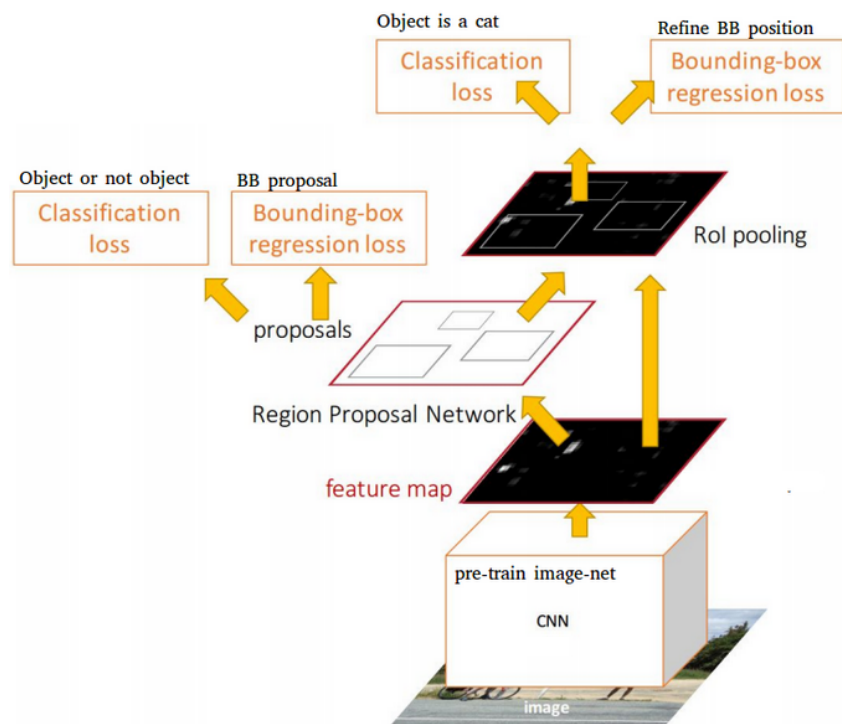 Object is a cat
Refine BB position
Classification
loss
Bounding-box
regression loss
Object or not object
BB proposal
Classification
loss
Bounding-box
regression loss
RoI pooling
proposals
Region Proposal Network
feature map
pre-train image-net
CNN
image